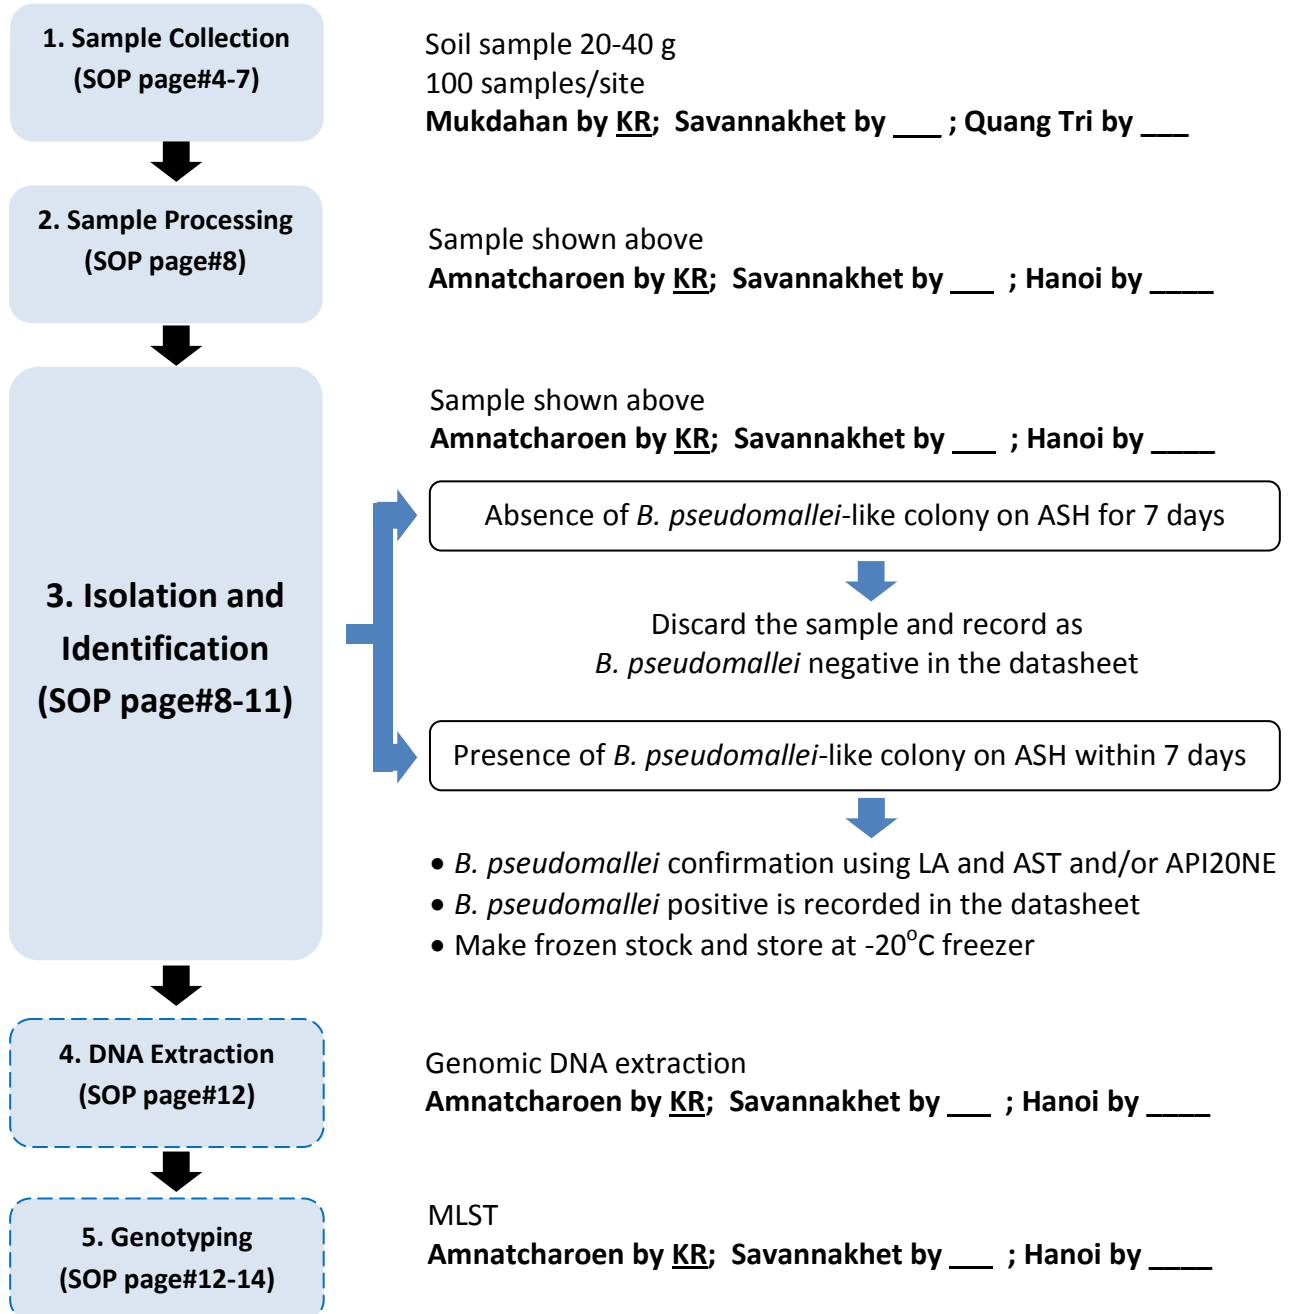 1. Sample Collection
(SOP page#4-7)
Soil sample 20-40 g
100 samples/site
Mukdahan by KR;  Savannakhet by ___ ; Quang Tri by ___
2. Sample Processing
(SOP page#8)
Sample shown above
Amnatcharoen by KR;  Savannakhet by ___ ; Hanoi by ____
3. Isolation and
Identification
(SOP page#8-11)
Sample shown above
Amnatcharoen by KR;  Savannakhet by ___ ; Hanoi by ____
Absence of B. pseudomallei-like colony on ASH for 7 days
Discard the sample and record as
B. pseudomallei negative in the datasheet
Presence of B. pseudomallei-like colony on ASH within 7 days
• B. pseudomallei confirmation using LA and AST and/or API20NE
• B. pseudomallei positive is recorded in the datasheet
• Make frozen stock and store at -20°C freezer
4. DNA Extraction
(SOP page#12)
Genomic DNA extraction
Amnatcharoen by KR;  Savannakhet by ___ ; Hanoi by ____
5. Genotyping
(SOP page#12-14)
MLST
Amnatcharoen by KR;  Savannakhet by ___ ; Hanoi by ____